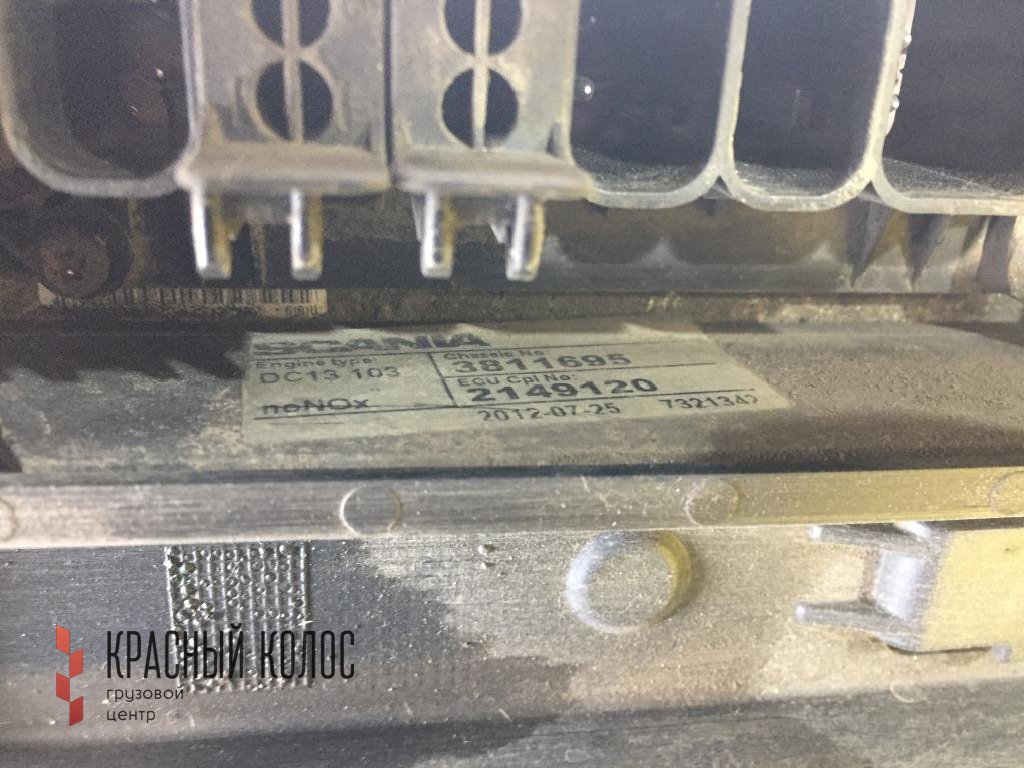 SCANIA
Engine type:
DC13 103
noNOx
Chassis No
3811695
ECU Cpl No:
2149120
2012-07-25 7321342
КРАСНЫЙ КОЛОС
грузовой
центр